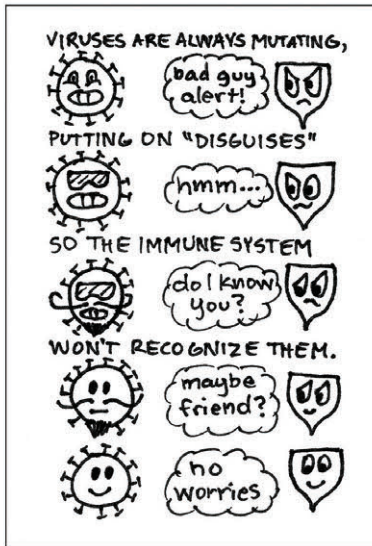 VIRUSES ARE ALWAYS MUTATING,
bad guy
alert!
PUTTING ON "DISGUISES"
hmm...
SO THE IMMUNE SYSTEM
do I know
you?
WON'T RECOGNIZE THEM.
maybe
friend?
no
worries